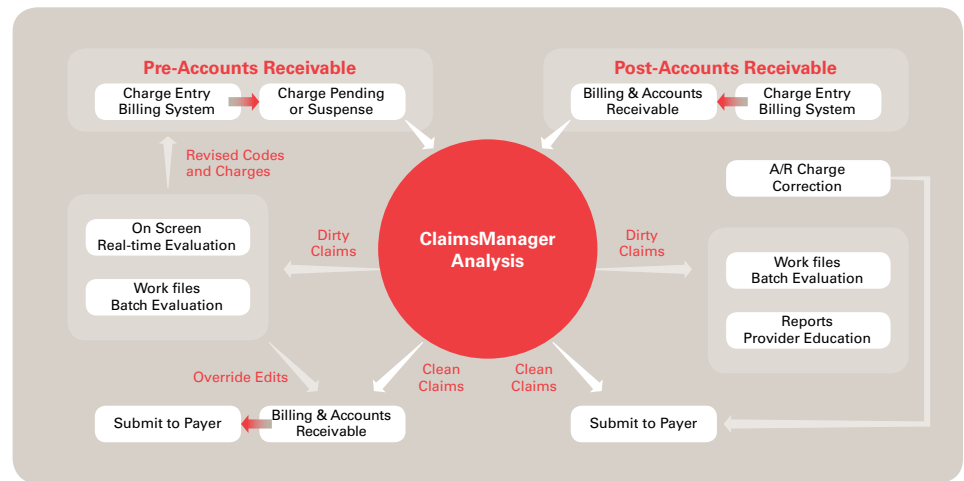 Pre-Accounts Receivable
Charge Entry
Billing System
Charge Pending
or Suspense
Post-Accounts Receivable
Billing & Accounts
Receivable
Charge Entry
Billing System
Revised Codes
and Charges
A/R Charge
Correction
On Screen
Real-time Evaluation
Work files
Batch Evaluation
Dirty
Claims
ClaimsManager
Analysis
Dirty
Claims
Work files
Batch Evaluation
Reports
Provider Education
Override Edits
Clean
Claims
Clean
Claims
Submit to Payer
Billing & Accounts
Receivable
Submit to Payer